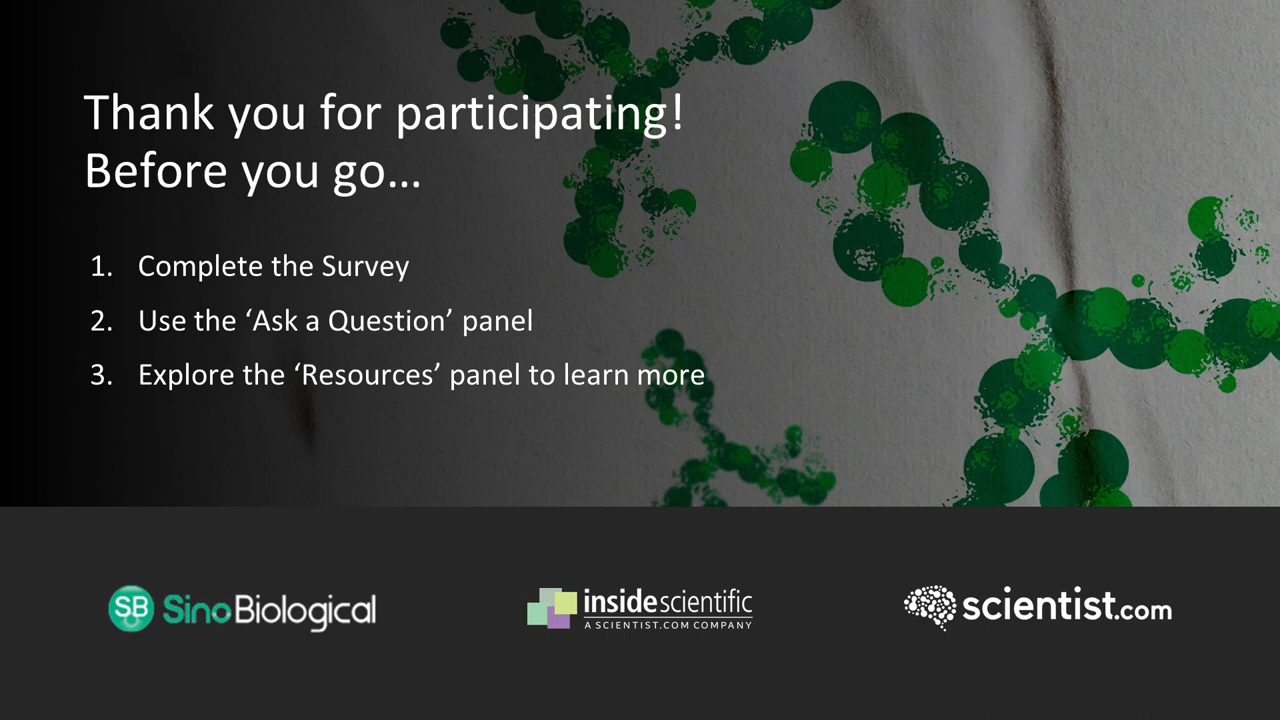 Thank you for participating!
Before you go…
1. Complete the Survey
2. Use the ‘Ask a Question’ panel
3. Explore the ‘Resources’ panel to learn more
SB SinoBiological
insidescientific
A SCIENTIST.COM COMPANY
scientist.com